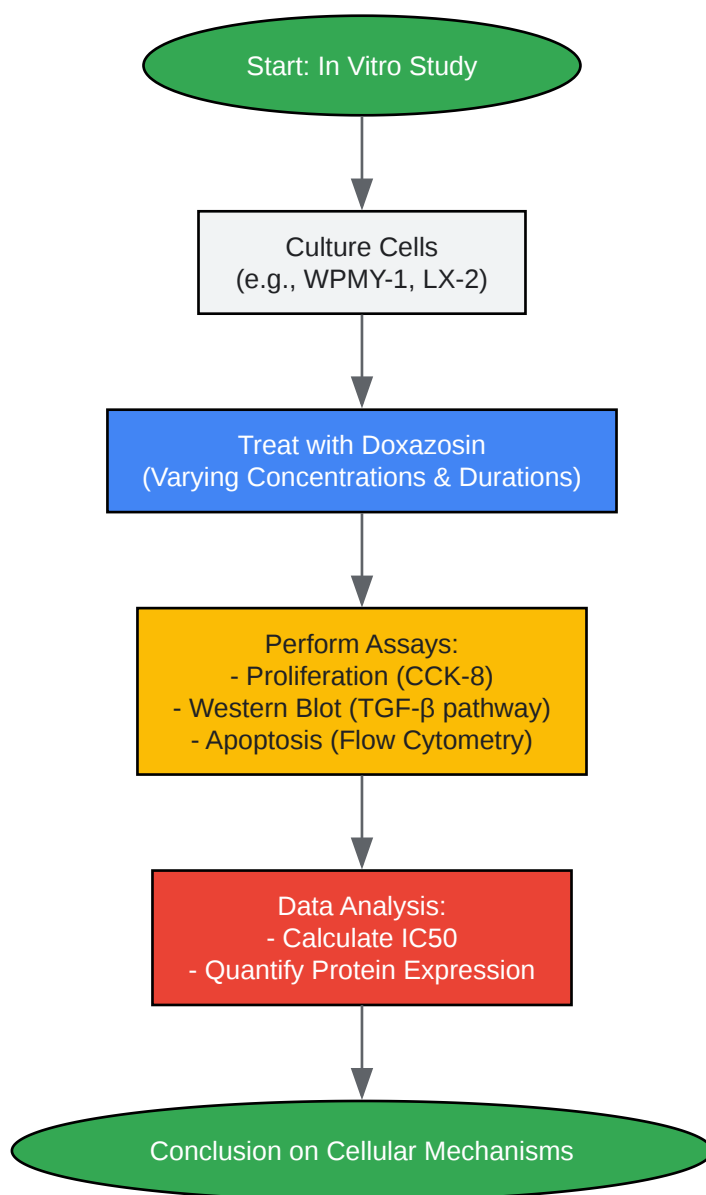 Start: In Vitro Study
Culture Cells
(e.g., WPMY-1, LX-2)
Treat with Doxazosin
(Varying Concentrations & Durations)
Perform Assays:
- Proliferation (CCK-8)
- Western Blot (TGF-β pathway)
- Apoptosis (Flow Cytometry)
Data Analysis:
- Calculate IC50
- Quantify Protein Expression
Conclusion on Cellular Mechanisms